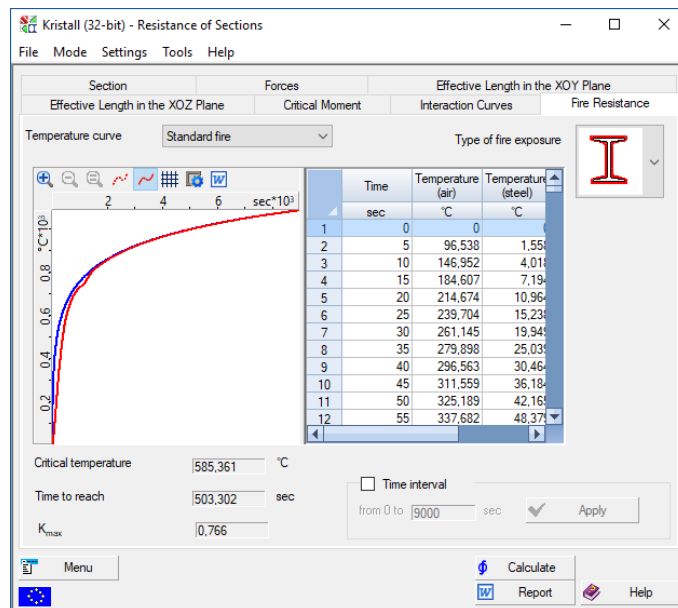 Kristall (32-bit) - Resistance of Sections
File Mode Settings Tools Help
Section Forces Effective Length in the XOY Plane
Effective Length in the XOZ Plane Critical Moment Interaction Curves Fire Resistance
Temperature curve Standard fire Type of fire exposure
2 4 6 sec*10³
°C*10³
0.8
0.6
0.4
0.2
Time Temperature (air) Temperature (steel)
sec °C °C
1 0 0 0
2 5 96,538 1,558
3 10 146,952 4,018
4 15 184,607 7,194
5 20 214,674 10,964
6 25 239,704 15,238
7 30 261,145 19,949
8 35 279,898 25,039
9 40 296,563 30,464
10 45 311,559 36,184
11 50 325,189 42,165
12 55 337,682 48,375
Critical temperature 585,361 °C
Time to reach 503,302 sec
Kmax 0,766
Time interval
from 0 to 9000 sec Apply
Menu Calculate
Report Help